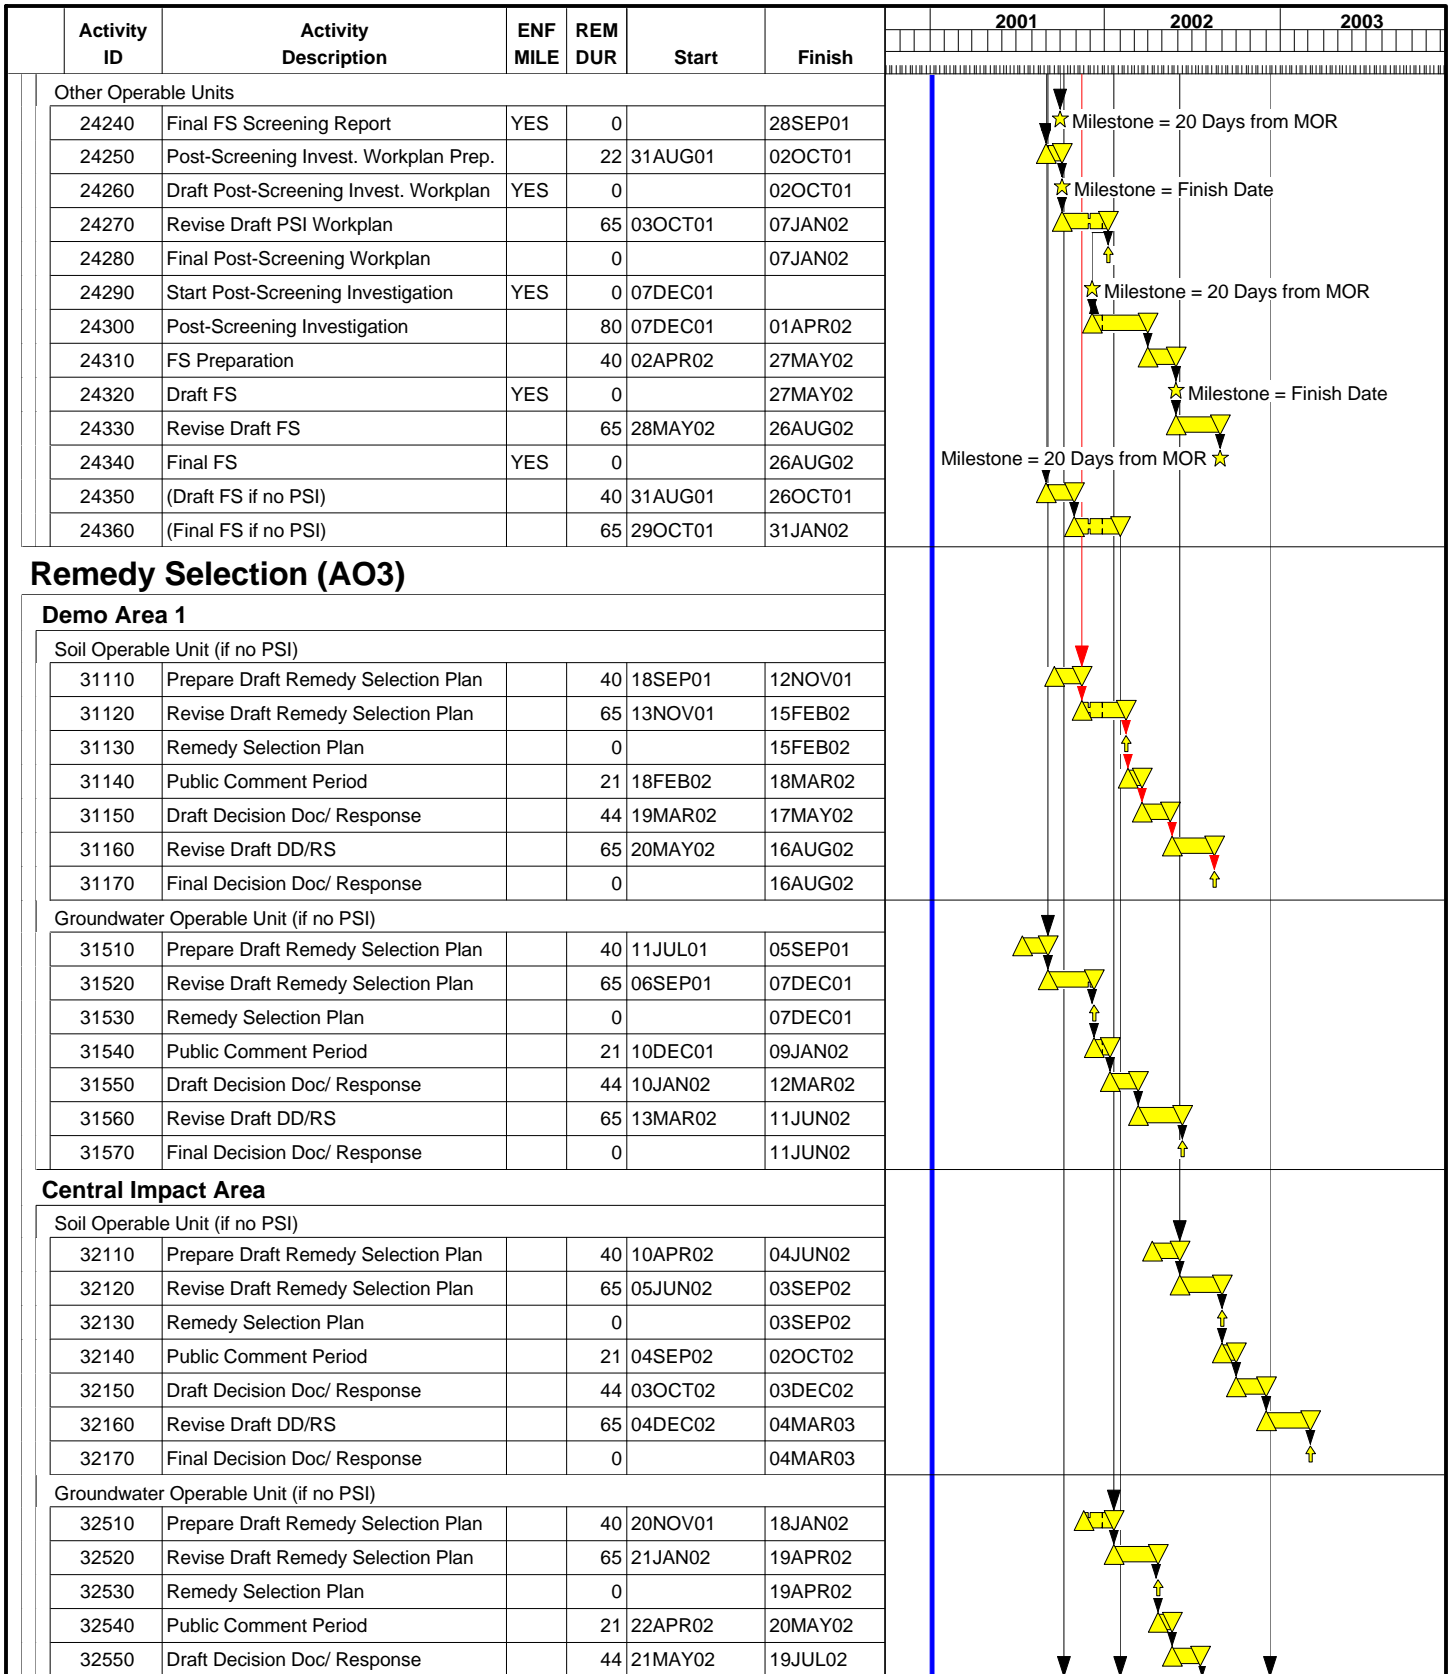 Activity ID Activity Description ENF MILE REM DUR Start Finish 2001 2002 2003
Other Operable Units
24240 Final FS Screening Report YES 0 28SEP01 Milestone = 20 Days from MOR
24250 Post-Screening Invest. Workplan Prep. 22 31AUG01 02OCT01
24260 Draft Post-Screening Invest. Workplan YES 0 02OCT01 Milestone = Finish Date
24270 Revise Draft PSI Workplan 65 03OCT01 07JAN02
24280 Final Post-Screening Workplan 0 07JAN02
24290 Start Post-Screening Investigation YES 0 07DEC01 Milestone = 20 Days from MOR
24300 Post-Screening Investigation 80 07DEC01 01APR02
24310 FS Preparation 40 02APR02 27MAY02
24320 Draft FS YES 0 27MAY02 Milestone = Finish Date
24330 Revise Draft FS 65 28MAY02 26AUG02
24340 Final FS YES 0 26AUG02 Milestone = 20 Days from MOR
24350 (Draft FS if no PSI) 40 31AUG01 26OCT01
24360 (Final FS if no PSI) 65 29OCT01 31JAN02
Remedy Selection (AO3)
Demo Area 1
Soil Operable Unit (if no PSI)
31110 Prepare Draft Remedy Selection Plan 40 18SEP01 12NOV01
31120 Revise Draft Remedy Selection Plan 65 13NOV01 15FEB02
31130 Remedy Selection Plan 0 15FEB02
31140 Public Comment Period 21 18FEB02 18MAR02
31150 Draft Decision Doc/ Response 44 19MAR02 17MAY02
31160 Revise Draft DD/RS 65 20MAY02 16AUG02
31170 Final Decision Doc/ Response 0 16AUG02
Groundwater Operable Unit (if no PSI)
31510 Prepare Draft Remedy Selection Plan 40 11JUL01 05SEP01
31520 Revise Draft Remedy Selection Plan 65 06SEP01 07DEC01
31530 Remedy Selection Plan 0 07DEC01
31540 Public Comment Period 21 10DEC01 09JAN02
31550 Draft Decision Doc/ Response 44 10JAN02 12MAR02
31560 Revise Draft DD/RS 65 13MAR02 11JUN02
31570 Final Decision Doc/ Response 0 11JUN02
Central Impact Area
Soil Operable Unit (if no PSI)
32110 Prepare Draft Remedy Selection Plan 40 10APR02 04JUN02
32120 Revise Draft Remedy Selection Plan 65 05JUN02 03SEP02
32130 Remedy Selection Plan 0 03SEP02
32140 Public Comment Period 21 04SEP02 02OCT02
32150 Draft Decision Doc/ Response 44 03OCT02 03DEC02
32160 Revise Draft DD/RS 65 04DEC02 04MAR03
32170 Final Decision Doc/ Response 0 04MAR03
Groundwater Operable Unit (if no PSI)
32510 Prepare Draft Remedy Selection Plan 40 20NOV01 18JAN02
32520 Revise Draft Remedy Selection Plan 65 21JAN02 19APR02
32530 Remedy Selection Plan 0 19APR02
32540 Public Comment Period 21 22APR02 20MAY02
32550 Draft Decision Doc/ Response 44 21MAY02 19JUL02